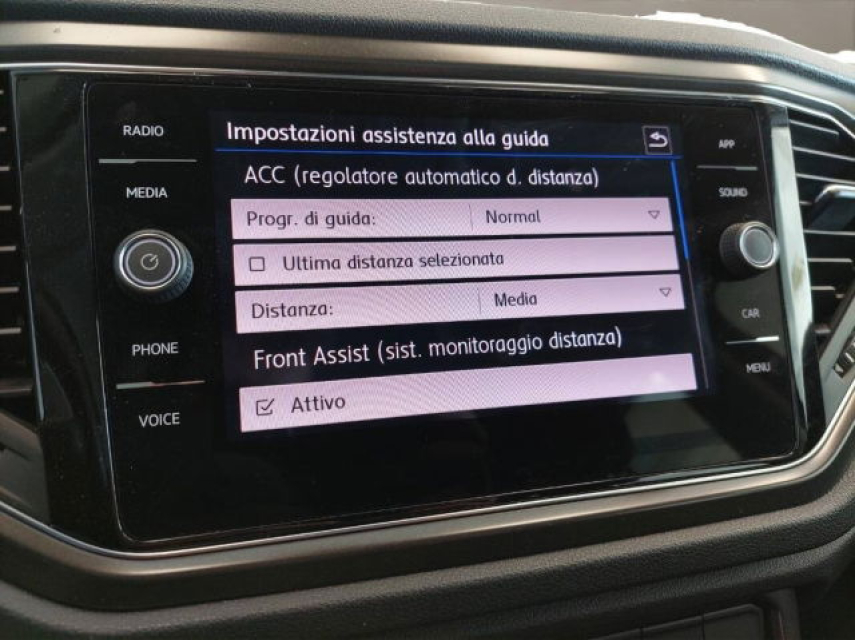 RADIO
MEDIA
PHONE
VOICE
Impostazioni assistenza alla guida
ACC (regolatore automatico d. distanza)
Progr. di guida: Normal
Ultima distanza selezionata
Distanza: Media
Front Assist (sist. monitoraggio distanza)
Attivo
APP
SOUND
CAR
MENU